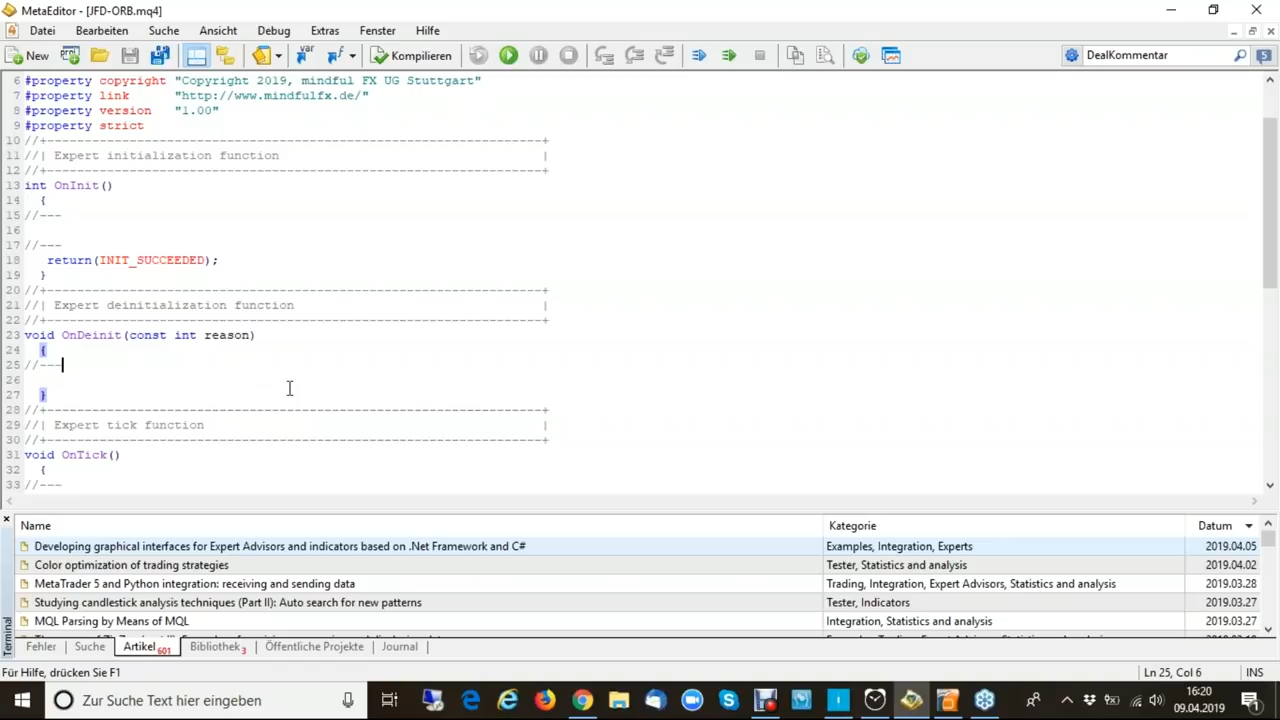 MetaEditor - [JFD-ORB.mq4]
Datei Bearbeiten Suche Ansicht Debug Extras Fenster Hilfe
New Kompilieren DealKommentar 5
6 #property copyright "Copyright 2019, mindful FX UG Stuttgart"
7 #property link "http://www.mindfulfx.de/"
8 #property version "1.00"
9 #property strict
10 //+------------------------------------------------------------------+
11 //| Expert initialization function |
12 //+------------------------------------------------------------------+
13 int OnInit()
14 {
15 //---
16
17 //---
18 return(INIT_SUCCEEDED);
19 }
20 //+------------------------------------------------------------------+
21 //| Expert deinitialization function |
22 //+------------------------------------------------------------------+
23 void OnDeinit(const int reason)
24 {
25 //---
26
27 }
28 //+------------------------------------------------------------------+
29 //| Expert tick function |
30 //+------------------------------------------------------------------+
31 void OnTick()
32 {
33 //---
Name Kategorie Datum
Developing graphical interfaces for Expert Advisors and indicators based on .Net Framework and C# Examples, Integration, Experts 2019.04.05
Color optimization of trading strategies Tester, Statistics and analysis 2019.04.02
MetaTrader 5 and Python integration: receiving and sending data Trading, Integration, Expert Advisors, Statistics and analysis 2019.03.28
Studying candlestick analysis techniques (Part II): Auto search for new patterns Tester, Indicators 2019.03.27
MQL Parsing by Means of MQL Integration, Statistics and analysis 2019.03.27
Terminal
Fehler Suche Artikel 601 Bibliothek 3 Öffentliche Projekte Journal
Für Hilfe, drücken Sie F1 Ln 25, Col 6 INS
Zur Suche Text hier eingeben
16:20
09.04.2019